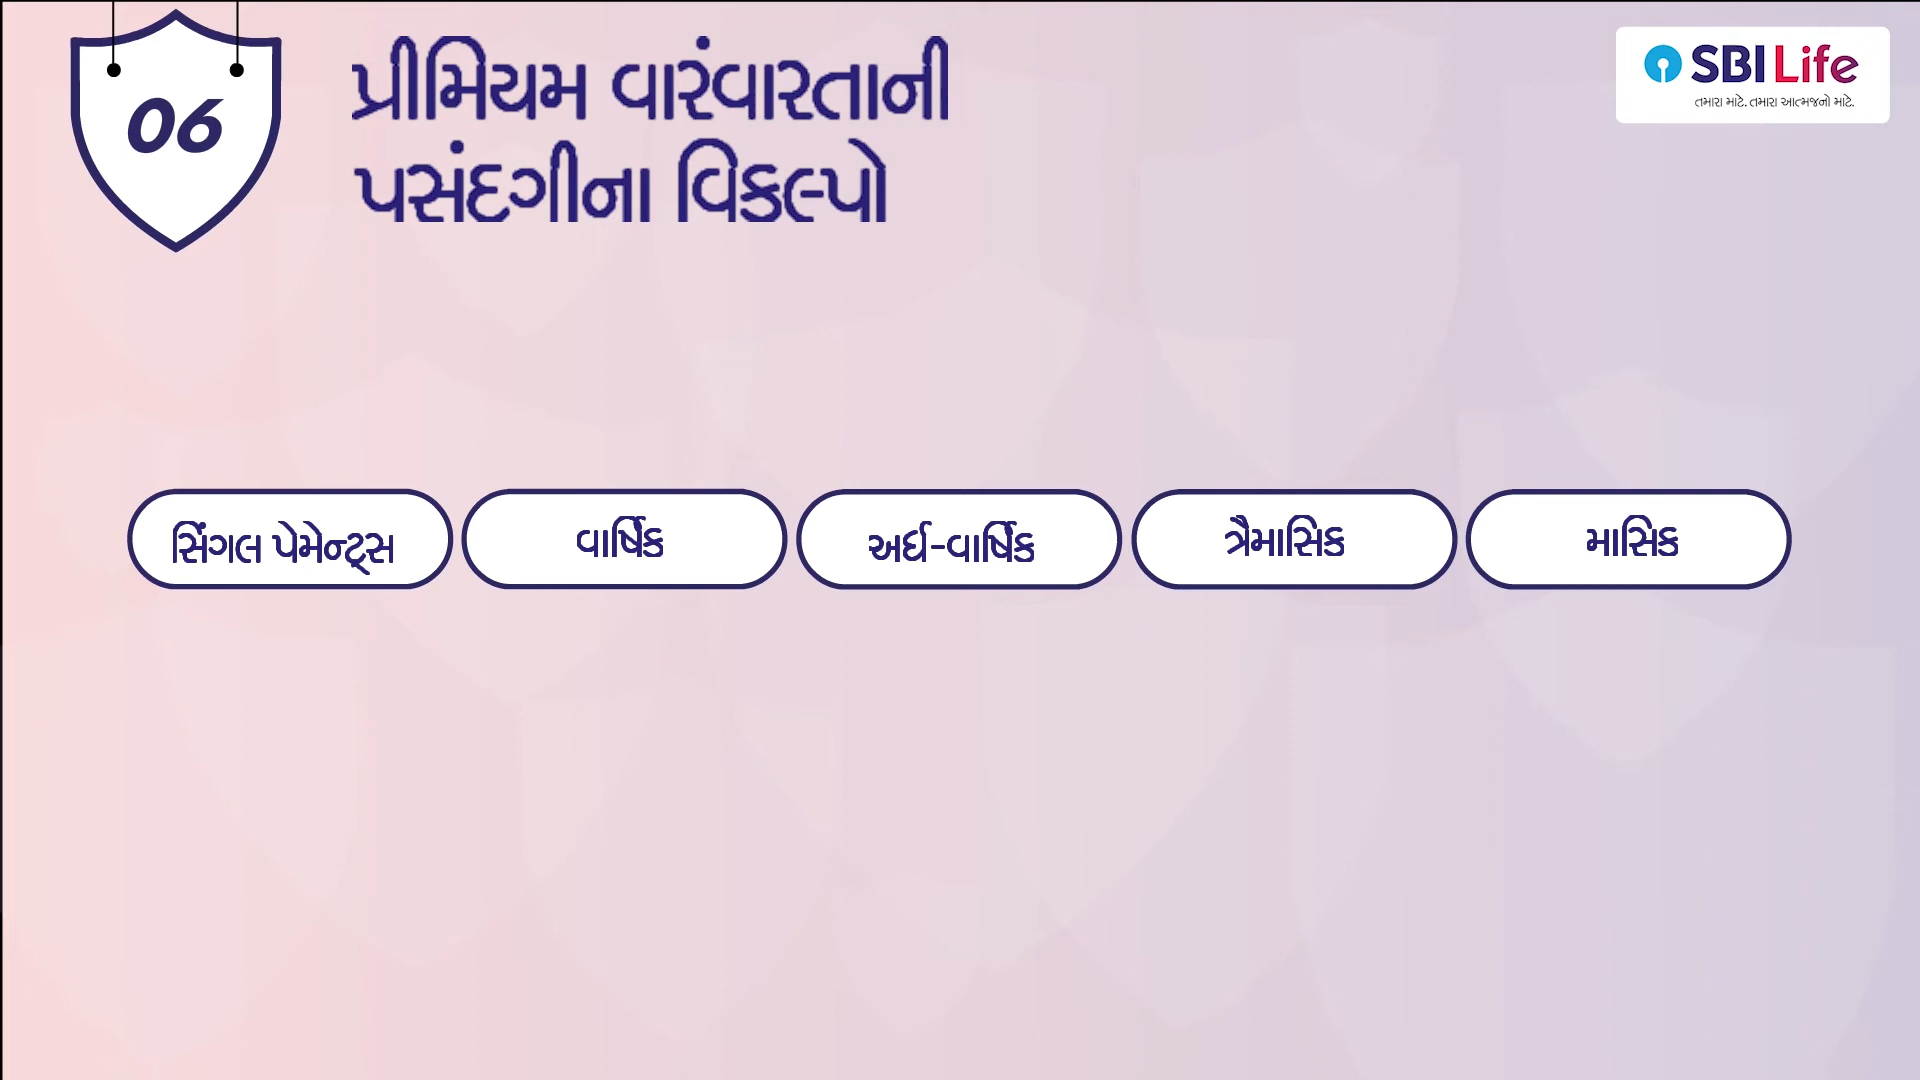 06
પ્રીમિયમ વારંવારતાની
પસંદગીના વિકલ્પો
SBI Life
તમારા માટે. તમારા આત્મજનો માટે.
સિંગલ પેમેન્ટ્સ
વાર્ષિક
અર્ધ-વાર્ષિક
ત્રૈમાસિક
માસિક